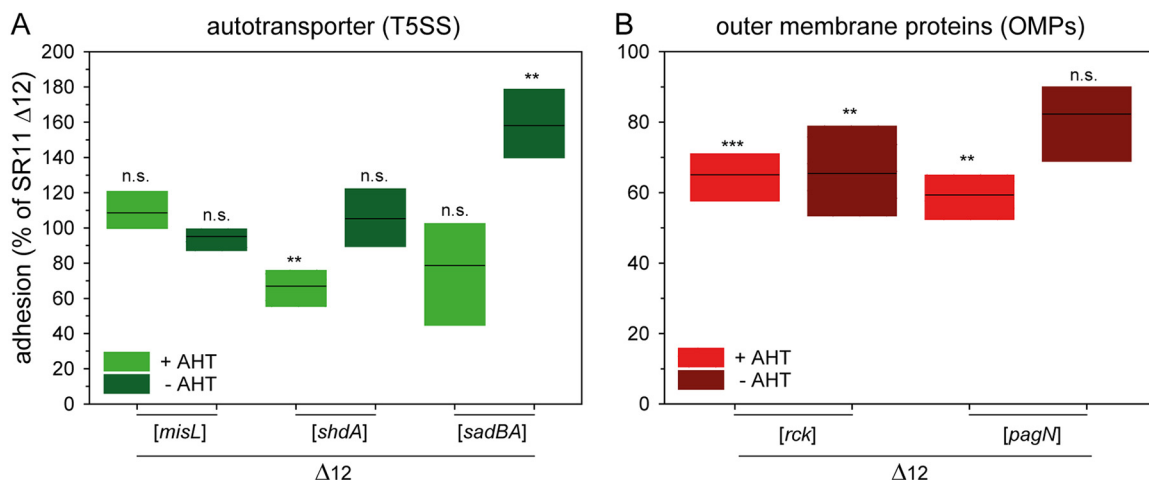 A
autotransporter (T5SS)
adhesion (% of SR11 Δ12)
200
180
160
140
120
100
80
60
40
20
0
n.s.
n.s.
**
n.s.
n.s.
**
+ AHT
- AHT
[misL]
[shdA]
[sadBA]
Δ12
B
outer membrane proteins (OMPs)
100
80
60
40
20
0
***
**
**
n.s.
+ AHT
- AHT
[rck]
[pagN]
Δ12